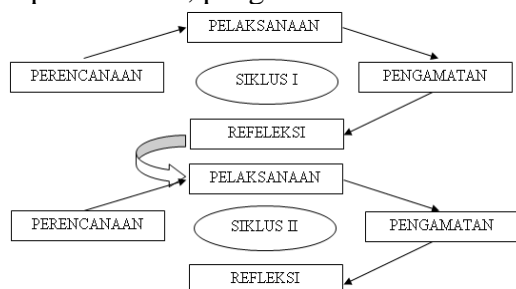 PELAKSANAAN
PERENCANAAN
SIKLUS I
PENGAMATAN
REFELEKSI
PELAKSANAAN
PERENCANAAN
SIKLUS II
PENGAMATAN
REFLEKSI